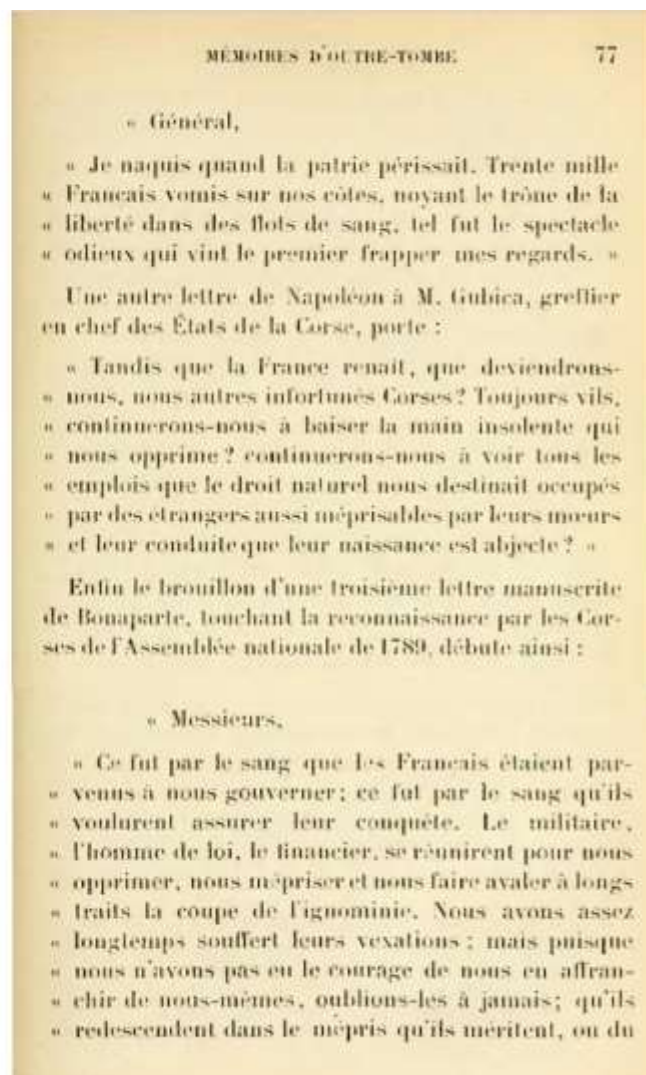 MÉMOIRES D'OUTRE-TOMBE 77
« Général,
« Je naquis quand la patrie périssait. Trente mille
« Français vomis sur nos côtes, noyant le trône de la
« liberté dans des flots de sang, tel fut le spectacle
« odieux qui vint le premier frapper mes regards. »
Une autre lettre de Napoléon à M. Gubica, greffier
en chef des États de la Corse, porte :
« Tandis que la France renaît, que deviendrons-
« nous, nous autres infortunés Corses ? Toujours vils,
« continuerons-nous à baiser la main insolente qui
« nous opprime ? continuerons-nous à voir tous les
« emplois que le droit naturel nous destinait occupés
« par des étrangers aussi méprisables par leurs mœurs
« et leur conduite que leur naissance est abjecte ? »
Enfin le brouillon d'une troisième lettre manuscrite
de Bonaparte, touchant la reconnaissance par les Cor-
ses de l'Assemblée nationale de 1789, débute ainsi :
« Messieurs,
« Ce fut par le sang que les Français étaient par-
« venus à nous gouverner ; ce fut par le sang qu'ils
« voulurent assurer leur conquête. Le militaire,
« l'homme de loi, le financier, se réunirent pour nous
« opprimer, nous mépriser et nous faire avaler à longs
« traits la coupe de l'ignominie. Nous avons assez
« longtemps souffert leurs vexations ; mais puisque
« nous n'avons pas eu le courage de nous en affran-
« chir de nous-mêmes, oublions-les à jamais ; qu'ils
« redescendent dans le mépris qu'ils méritent, ou du